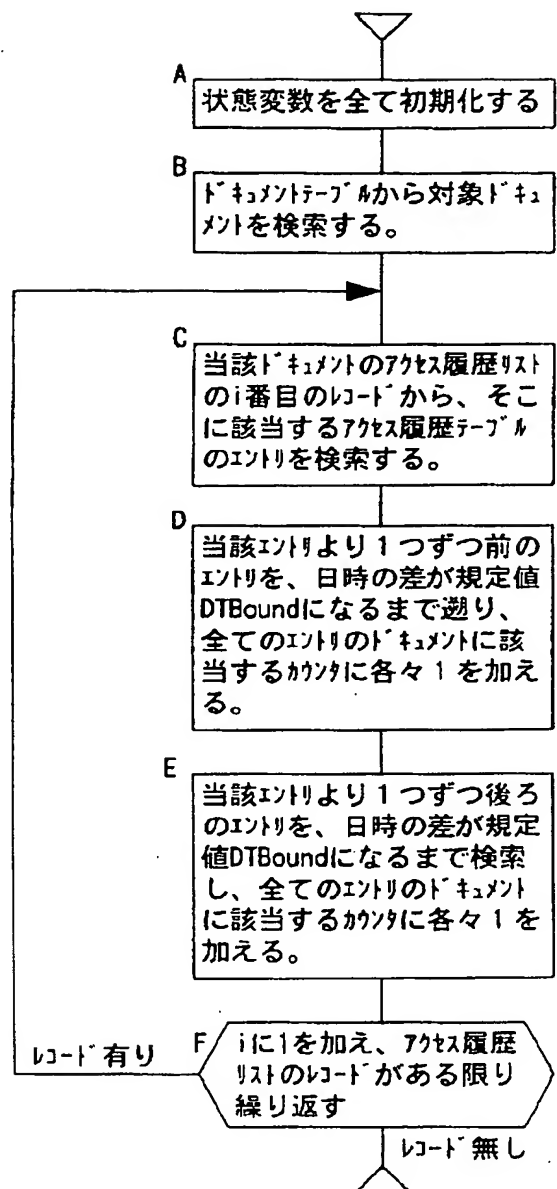 A
状態変数を全て初期化する
B
ﾄﾞｷｭﾒﾝﾄﾃｰﾌﾞﾙから対象ﾄﾞｷｭ
ﾒﾝﾄを検索する。
C
当該ﾄﾞｷｭﾒﾝﾄのｱｸｾｽ履歴ﾘｽﾄ
のi番目のﾚｺｰﾄﾞから、そこ
に該当するｱｸｾｽ履歴ﾃｰﾌﾞﾙ
のｴﾝﾄﾘを検索する。
D
当該ｴﾝﾄﾘより１つずつ前の
ｴﾝﾄﾘを、日時の差が規定値
DTBoundになるまで遡り、
全てのｴﾝﾄﾘのﾄﾞｷｭﾒﾝﾄに該
当するｶｳﾝﾀに各々１を加え
る。
E
当該ｴﾝﾄﾘより１つずつ後ろ
のｴﾝﾄﾘを、日時の差が規定
値DTBoundになるまで検索
し、全てのｴﾝﾄﾘのﾄﾞｷｭﾒﾝﾄ
に該当するｶｳﾝﾀに各々１を
加える。
ﾚｺｰﾄﾞ有り
F
iに1を加え、ｱｸｾｽ履歴
ﾘｽﾄのﾚｺｰﾄﾞがある限り
繰り返す
ﾚｺｰﾄﾞ無し